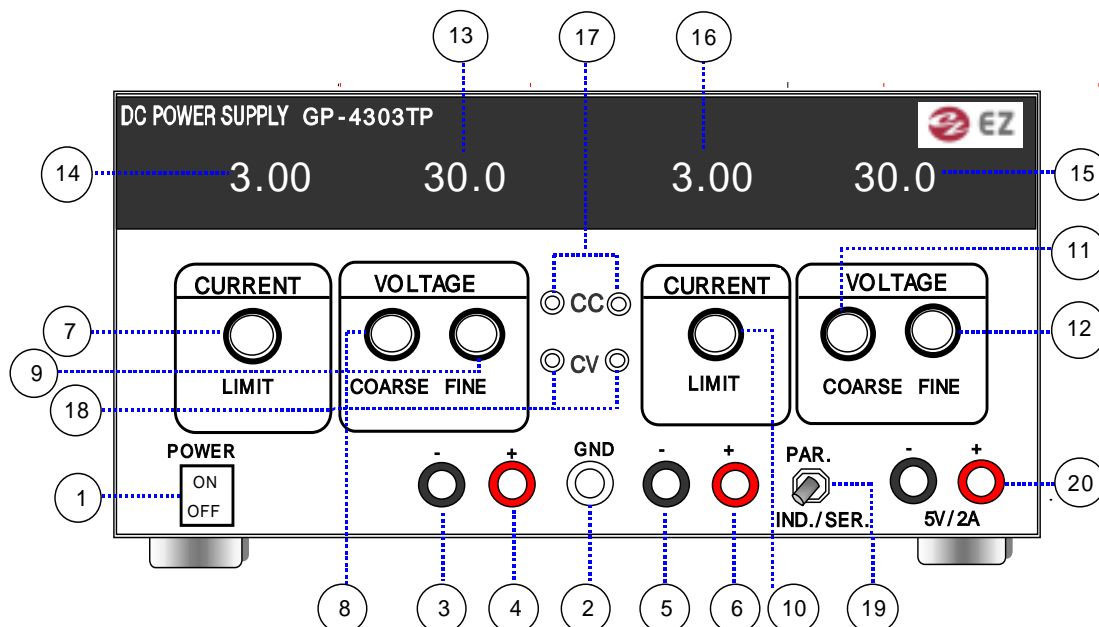 13 17 16
DC POWER SUPPLY GP-4303TP
EZ
14 3.00 30.0 3.00 30.0 15
11
CURRENT VOLTAGE CC CURRENT VOLTAGE
7 12
9 CV
LIMIT COARSE FINE LIMIT COARSE FINE
18
POWER - + GND - + PAR. - +
ON
1 20
OFF IND./SER. 5V/2A
8 3 4 2 5 6 10 19